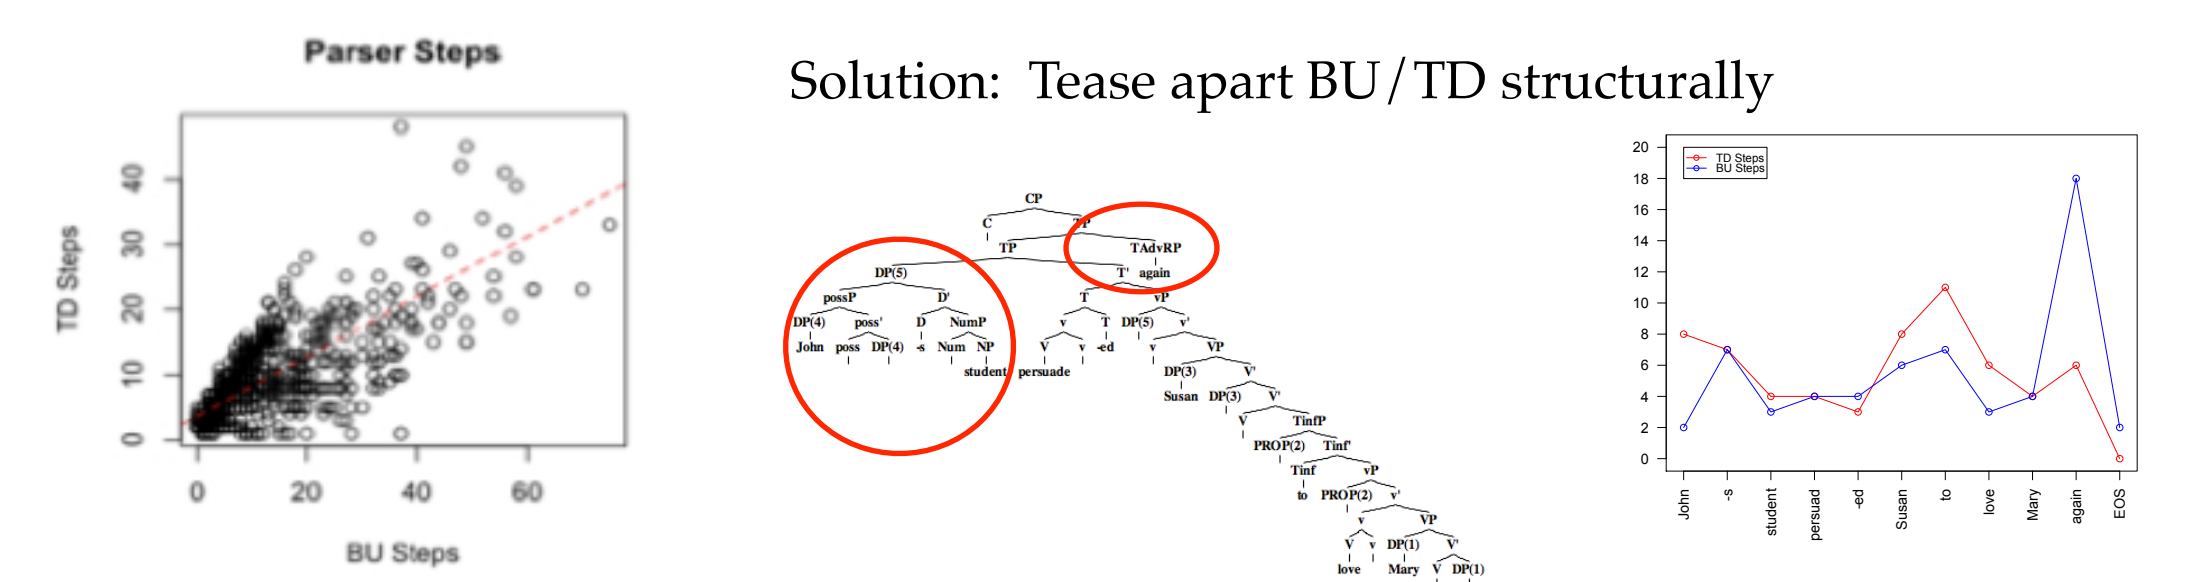 Parser Steps
TD Steps
40
30
20
10
0
0 20 40 60
BU Steps
Solution: Tease apart BU/TD structurally
CP
C TP
TP TAdvRP
DP(5) T' again
possP D' T vP
DP(4) poss' D NumP v T DP(5) v'
John poss DP(4) -s Num NP V v -ed v VP
student persuade DP(3) V'
Susan DP(3) V'
V TinfP
PROP(2) Tinf'
Tinf vP
to PROP(2) v'
v VP
V v DP(1) V'
love Mary V DP(1)
20
18
16
14
12
10
8
6
4
2
0
TD Steps
BU Steps
John -s student persuad -ed Susan to love Mary again EOS